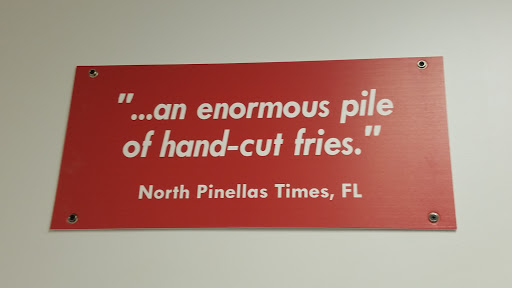 "...an enormous pile
of hand-cut fries."
North Pinellas Times, FL